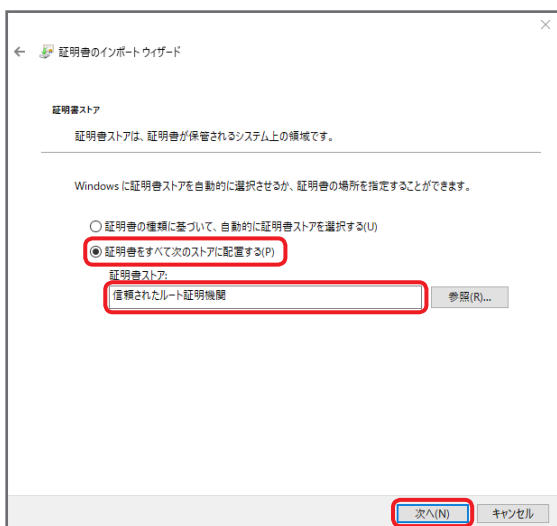 証明書のインポート ウィザード
証明書ストア
証明書ストアは、証明書が保管されるシステム上の領域です。
Windows に証明書ストアを自動的に選択させるか、証明書の場所を指定することができます。
証明書の種類に基づいて、自動的に証明書ストアを選択する(U)
証明書をすべて次のストアに配置する(P)
証明書ストア:
信頼されたルート証明機関
参照(R)...
次へ(N)
キャンセル